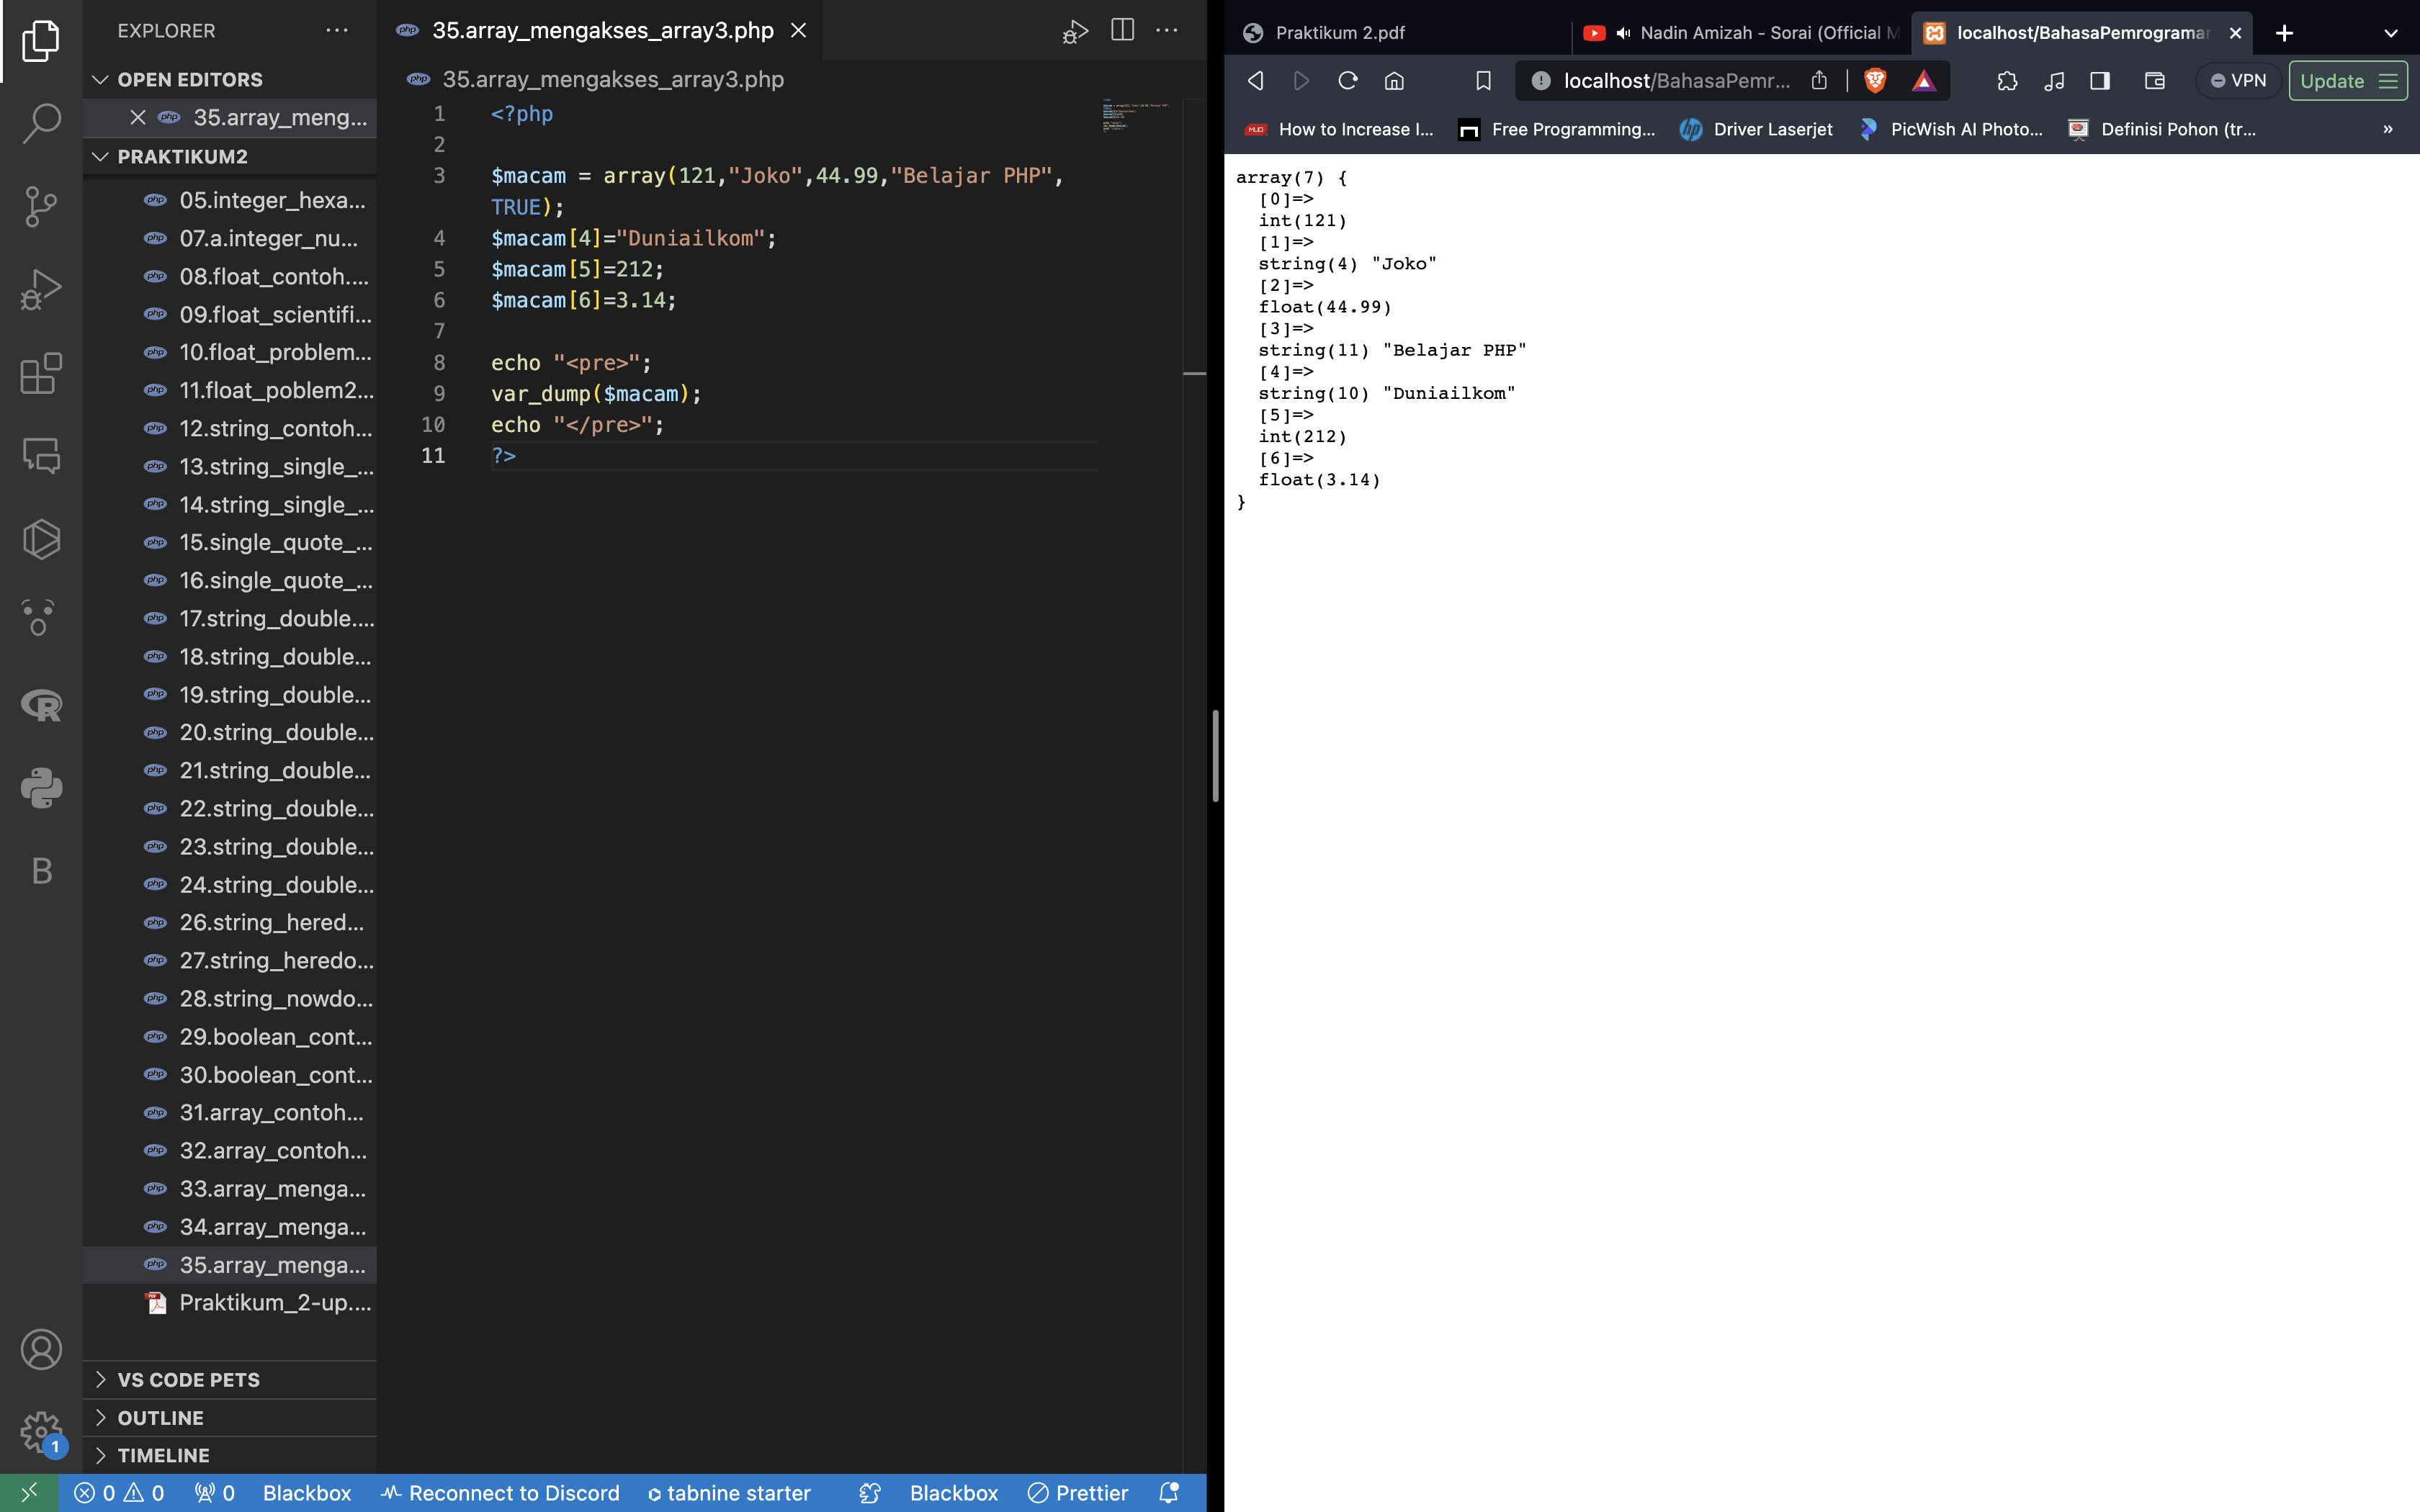 EXPLORER
OPEN EDITORS
35.array_meng...
PRAKTIKUM2
05.integer_hexa...
07.a.integer_nu...
08.float_contoh....
09.float_scientifi...
10.float_problem...
11.float_poblem2...
12.string_contoh...
13.string_single_...
14.string_single_...
15.single_quote_...
16.single_quote_...
17.string_double....
18.string_double...
19.string_double...
20.string_double...
21.string_double...
22.string_double...
23.string_double...
24.string_double...
26.string_hered...
27.string_heredo...
28.string_nowdo...
29.boolean_cont...
30.boolean_cont...
31.array_contoh...
32.array_contoh...
33.array_menga...
34.array_menga...
35.array_menga...
Praktikum_2-up....
VS CODE PETS
OUTLINE
TIMELINE
B
1
35.array_mengakses_array3.php
35.array_mengakses_array3.php
1 <?php
2
3 $macam = array(121,"Joko",44.99,"Belajar PHP",
TRUE);
4 $macam[4]="Duniailkom";
5 $macam[5]=212;
6 $macam[6]=3.14;
7
8 echo "<pre>";
9 var_dump($macam);
10 echo "</pre>";
11 ?>
0 0 0 Blackbox Reconnect to Discord tabnine starter Blackbox Prettier
Praktikum 2.pdf Nadin Amizah - Sorai (Official M localhost/BahasaPemrograman
localhost/BahasaPemr... VPN Update
How to Increase I... Free Programming... Driver Laserjet PicWish AI Photo... Definisi Pohon (tr... »
array(7) {
[0]=>
int(121)
[1]=>
string(4) "Joko"
[2]=>
float(44.99)
[3]=>
string(11) "Belajar PHP"
[4]=>
string(10) "Duniailkom"
[5]=>
int(212)
[6]=>
float(3.14)
}